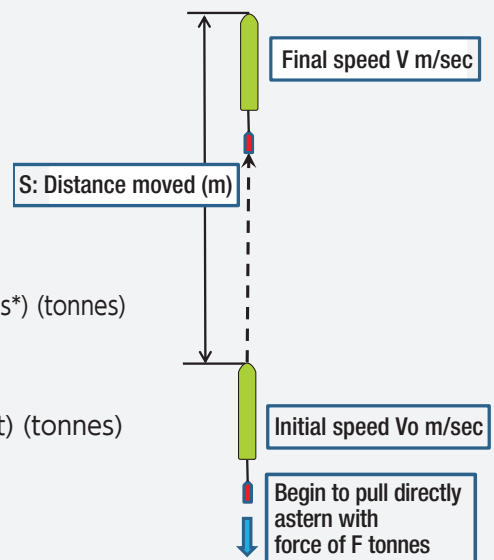 Final speed V m/sec
S: Distance moved (m)
s*) (tonnes)
t) (tonnes)
Initial speed Vo m/sec
Begin to pull directly
astern with
force of F tonnes